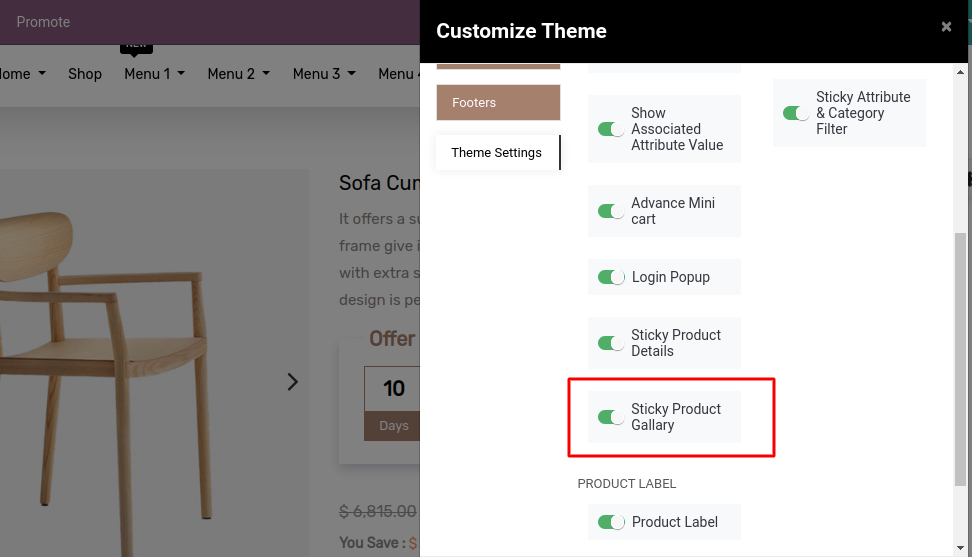 Promote
Customize Theme
×
NEW
Home
Shop
Menu 1
Menu 2
Menu 3
Menu 4
Footers
Theme Settings
Show
Associated
Attribute Value
Sticky Attribute
& Category
Filter
Advance Mini
cart
Login Popup
Sticky Product
Details
Sticky Product
Gallary
PRODUCT LABEL
Product Label
Sofa Cur
It offers a su
frame give i
with extra s
design is pe
Offer
10
Days
$ 6,815.00
You Save : $